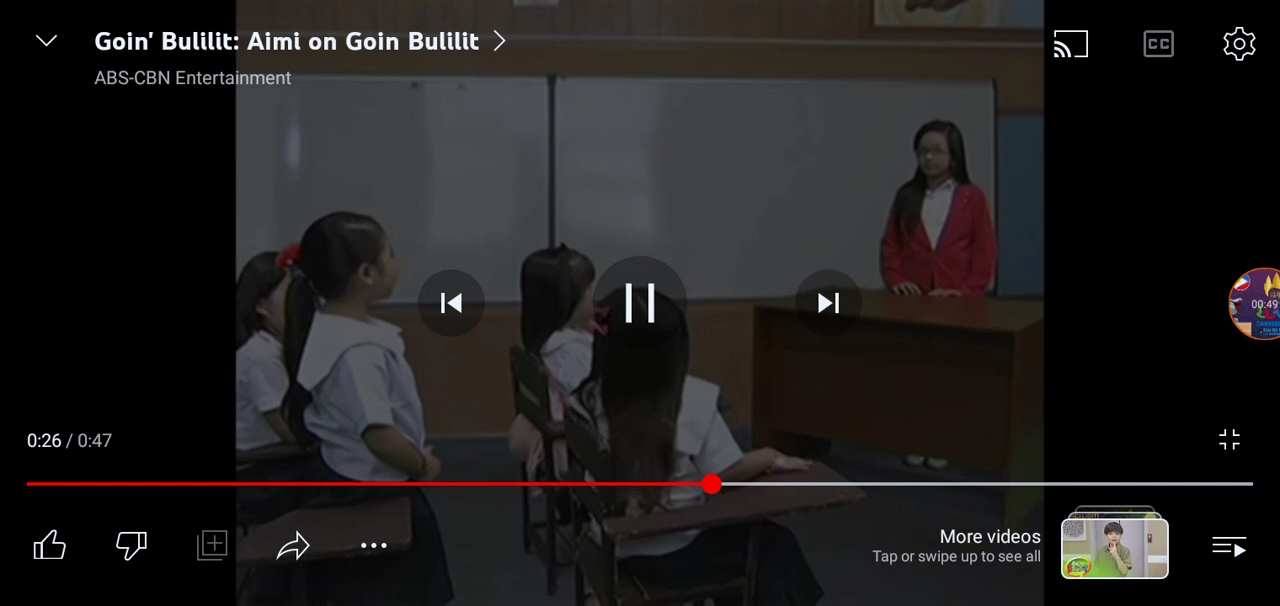 Goin' Bulilit: Aimi on Goin Bulilit
ABS-CBN Entertainment
CC
00:49
0:26 / 0:47
More videos
Tap or swipe up to see all